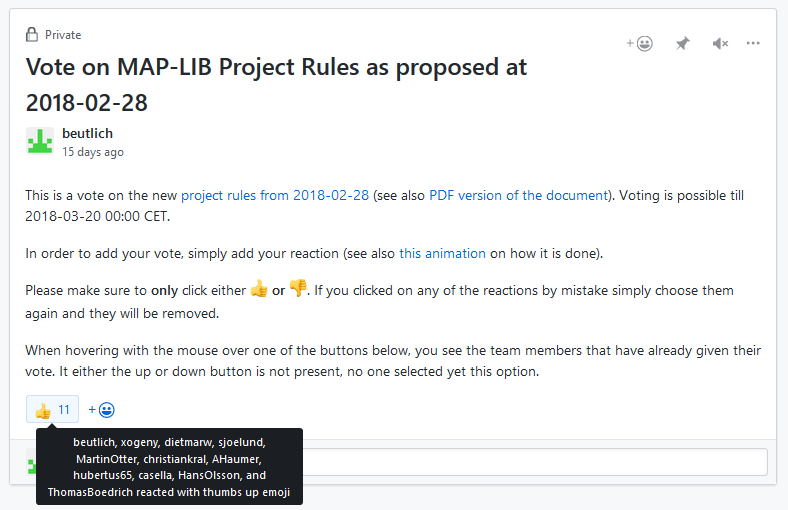 Private
Vote on MAP-LIB Project Rules as proposed at
2018-02-28
beutlich
15 days ago
This is a vote on the new project rules from 2018-02-28 (see also PDF version of the document). Voting is possible till
2018-03-20 00:00 CET.
In order to add your vote, simply add your reaction (see also this animation on how it is done).
Please make sure to only click either 👍 or 👎. If you clicked on any of the reactions by mistake simply choose them
again and they will be removed.
When hovering with the mouse over one of the buttons below, you see the team members that have already given their
vote. It either the up or down button is not present, no one selected yet this option.
👍 11 +
beutlich, xogeny, dietmarw, sjoelund,
MartinOtter, christiankral, AHaumer,
hubertus65, casella, HansOlsson, and
ThomasBoedrich reacted with thumbs up emoji